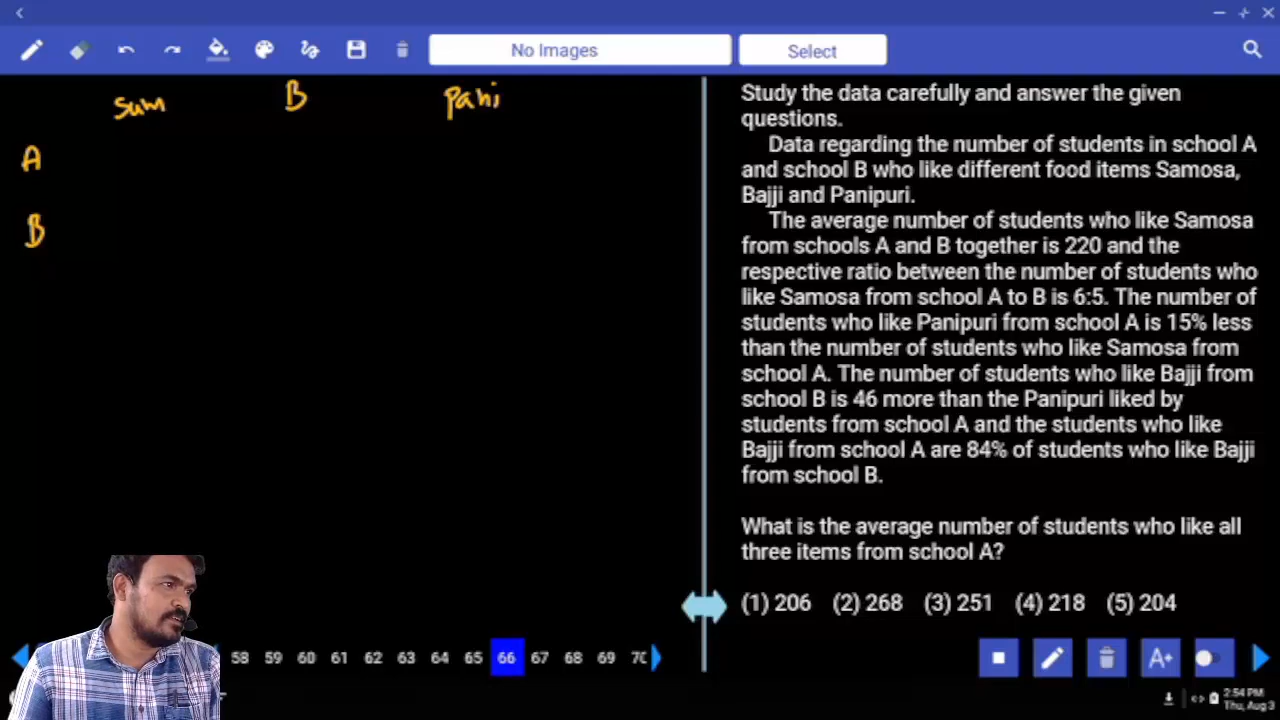 No Images
Select
sum B pani
A
B
Study the data carefully and answer the given
questions.
Data regarding the number of students in school A
and school B who like different food items Samosa,
Bajji and Panipuri.
The average number of students who like Samosa
from schools A and B together is 220 and the
respective ratio between the number of students who
like Samosa from school A to B is 6:5. The number of
students who like Panipuri from school A is 15% less
than the number of students who like Samosa from
school A. The number of students who like Bajji from
school B is 46 more than the Panipuri liked by
students from school A and the students who like
Bajji from school A are 84% of students who like Bajji
from school B.
What is the average number of students who like all
three items from school A?
(1) 206 (2) 268 (3) 251 (4) 218 (5) 204
58 59 60 61 62 63 64 65 66 67 68 69 70
A+
2:54 PM
Thu, Aug 3